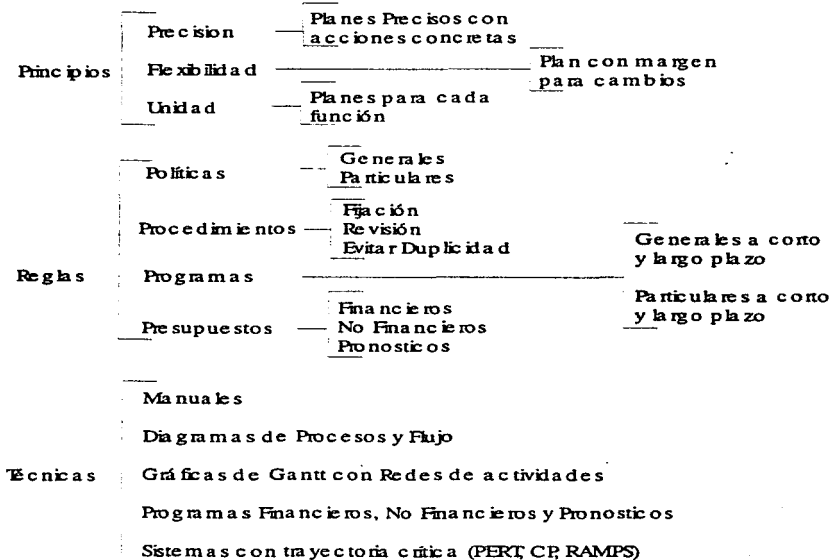 Principios
Precision
Planes Precisos con
acciones concretas
Flexibilidad
Plan con margen
para cambios
Unidad
Planes para cada
función
Reglas
Políticas
Generales
Particulares
Procedimientos
Fijación
Revisión
Evitar Duplicidad
Programas
Generales a corto
y largo plazo
Particulares a corto
y largo plazo
Presupuestos
Financieros
No Financieros
Pronosticos
Técnicas
Manuales
Diagramas de Procesos y Flujo
Gráficas de Gantt con Redes de actividades
Programas Financieros, No Financieros y Pronosticos
Sistemas con trayectoria crítica (PERT, CP, RAMPS)